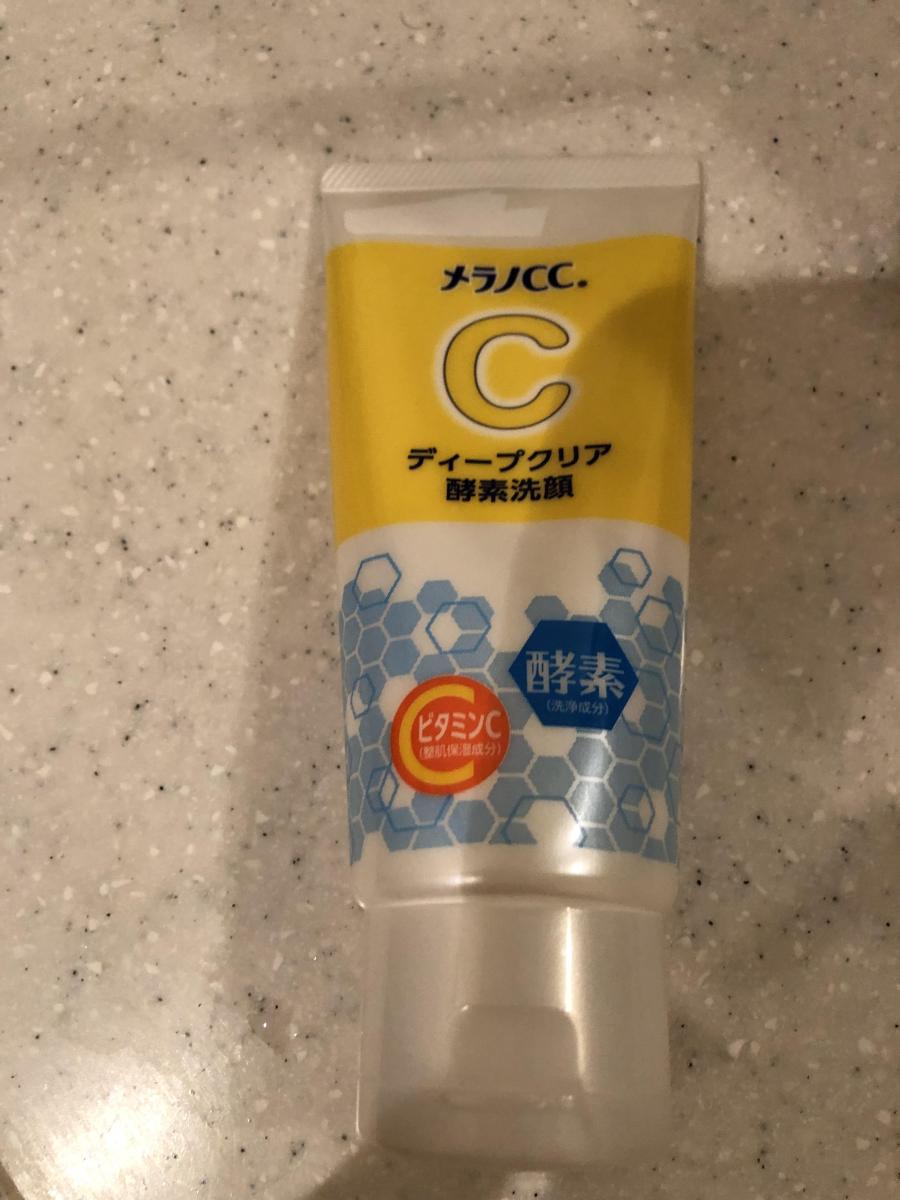 メラノCC®
C
ディープクリア
酵素洗顔
酵素
(洗浄成分)
ビタミンC
(整肌保湿成分)